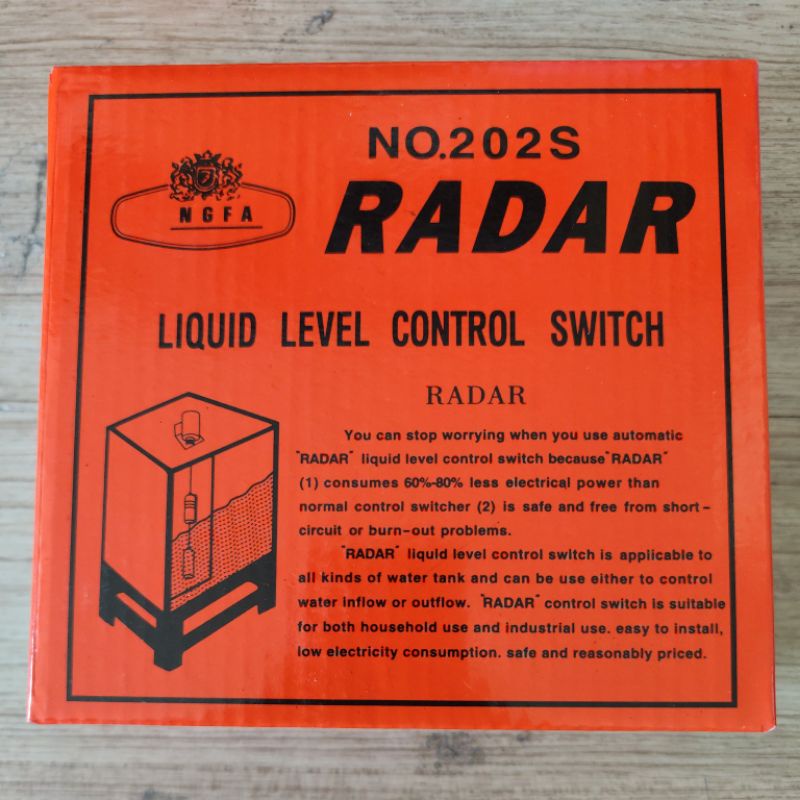 NO.202S
NGFA
RADAR
LIQUID LEVEL CONTROL SWITCH
RADAR
You can stop worrying when you use automatic
"RADAR" liquid level control switch because "RADAR"
(1) consumes 60%-80% less electrical power than
normal control switcher (2) is safe and free from short-
circuit or burn-out problems.
"RADAR" liquid level control switch is applicable to
all kinds of water tank and can be use either to control
water inflow or outflow. "RADAR" control switch is suitable
for both household use and industrial use. easy to install,
low electricity consumption. safe and reasonably priced.